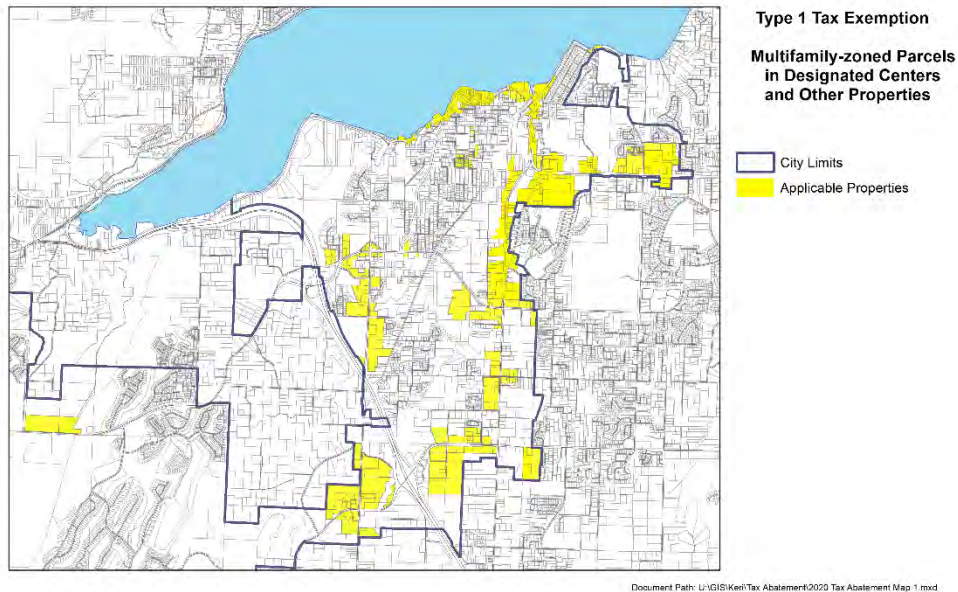 Type 1 Tax Exemption
Multifamily-zoned Parcels
in Designated Centers
and Other Properties
City Limits
Applicable Properties
Document Path: U:\GIS\Keri\Tax Abatement\2020 Tax Abatement Map 1.mxd